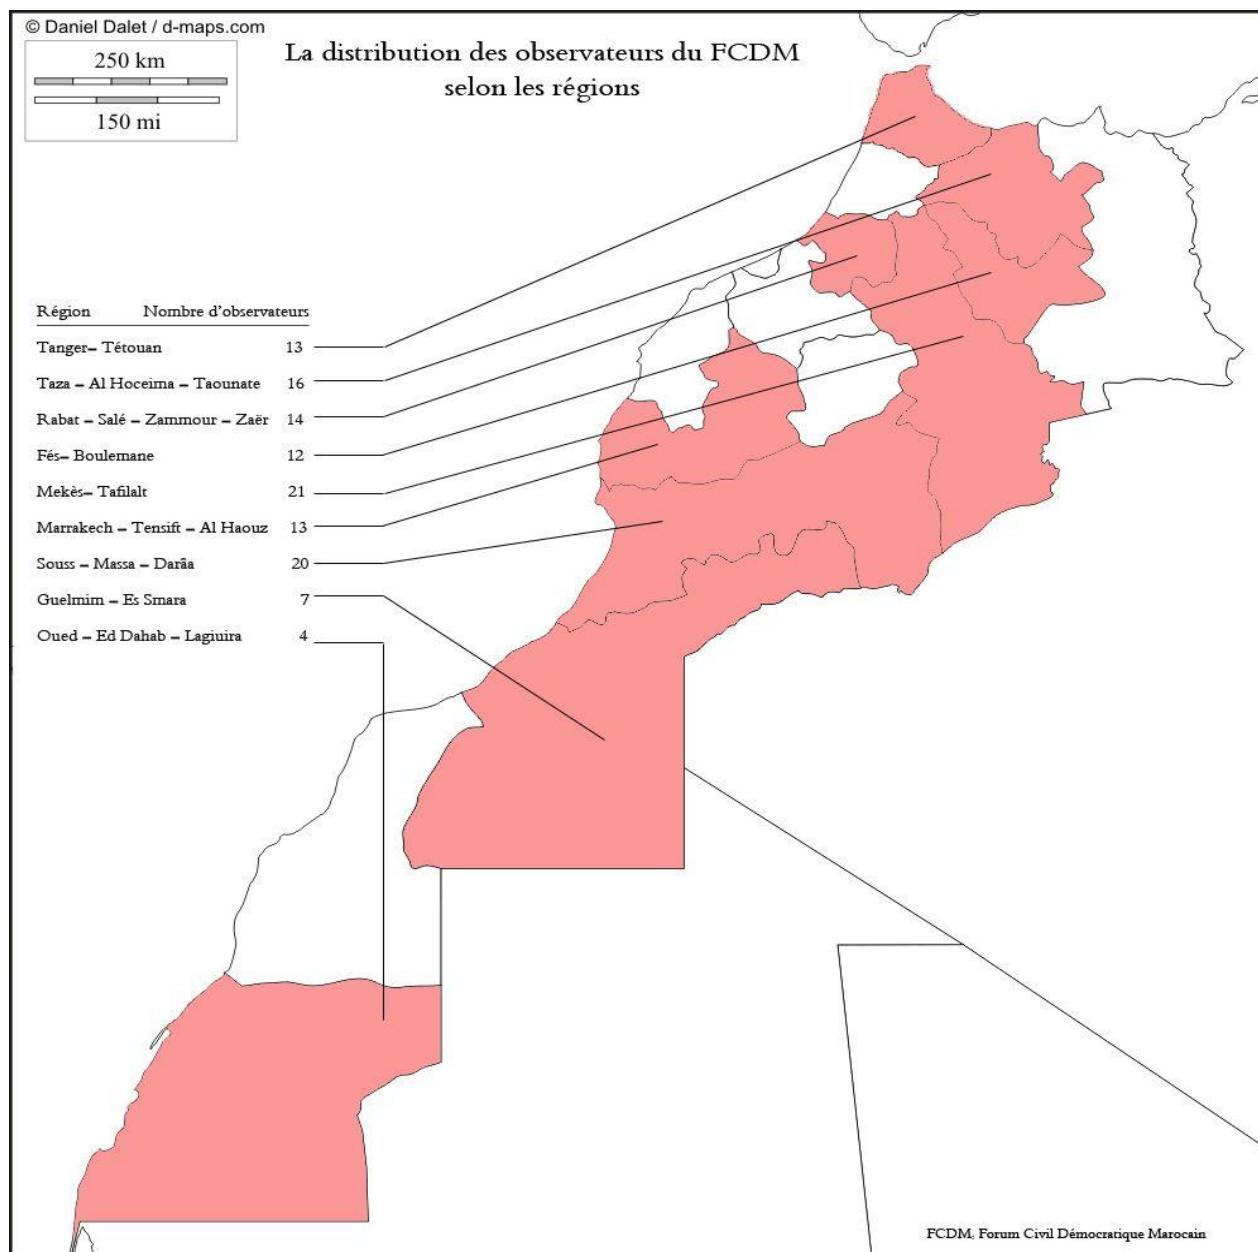 © Daniel Dalet / d-maps.com
250 km
150 mi
La distribution des observateurs du FCDM
selon les régions
Région Nombre d'observateurs
Tanger– Tétouan 13
Taza – Al Hoceima – Taounate 16
Rabat – Salé – Zammour – Zaër 14
Fés– Boulemane 12
Mekès– Tafilalt 21
Marrakech – Tensift – Al Haouz 13
Souss – Massa – Darâa 20
Guelmim – Es Smara 7
Oued – Ed Dahab – Lagiuira 4
FCDM: Forum Civil Démocratique Marocain